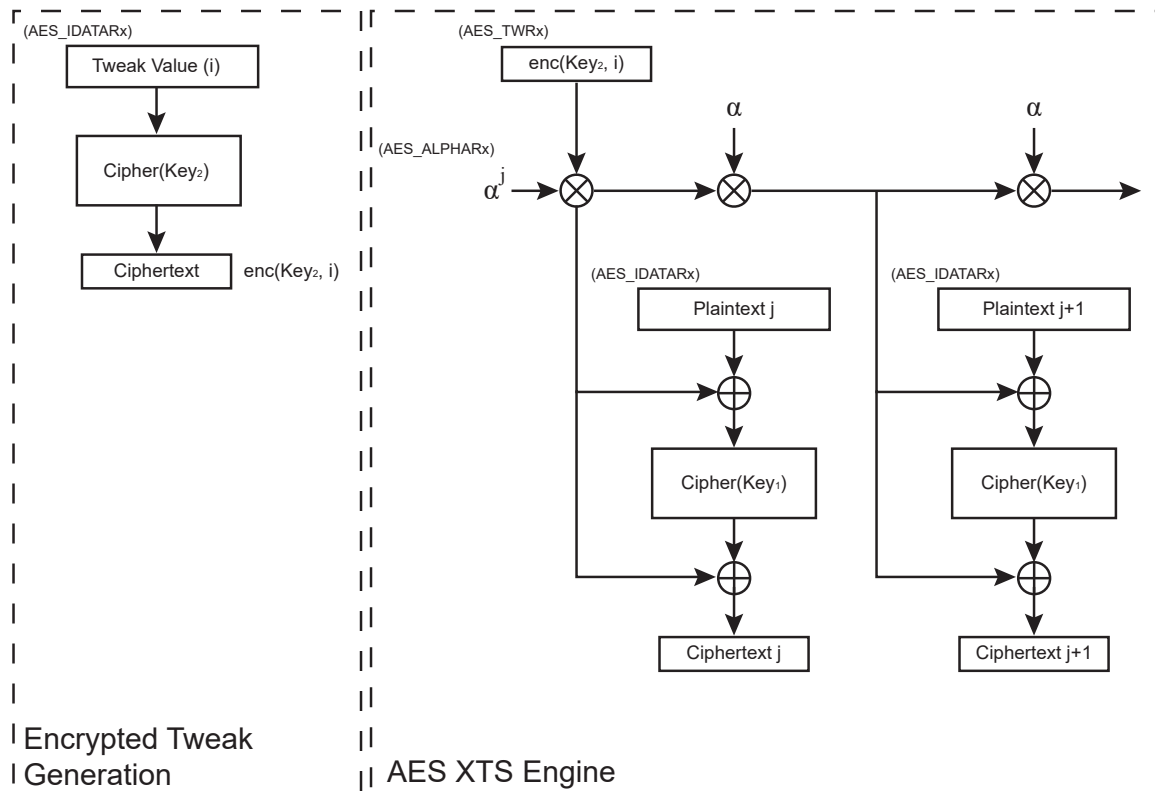 (AES_IDATARx)
Tweak Value (i)
Cipher(Key₂)
Ciphertext
enc(Key₂, i)
Encrypted Tweak
Generation
(AES_TWRx)
enc(Key₂, i)
α
α
(AES_ALPHARx)
αʲ
(AES_IDATARx)
(AES_IDATARx)
Plaintext j
Plaintext j+1
Cipher(Key₁)
Cipher(Key₁)
Ciphertext j
Ciphertext j+1
AES XTS Engine